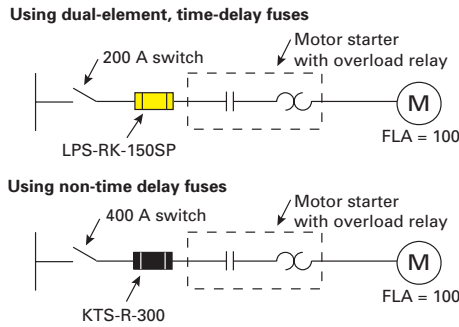 Using dual-element, time-delay fuses
200 A switch
Motor starter
with overload relay
M
LPS-RK-150SP
FLA = 100
Using non-time delay fuses
400 A switch
Motor starter
with overload relay
M
KTS-R-300
FLA = 100